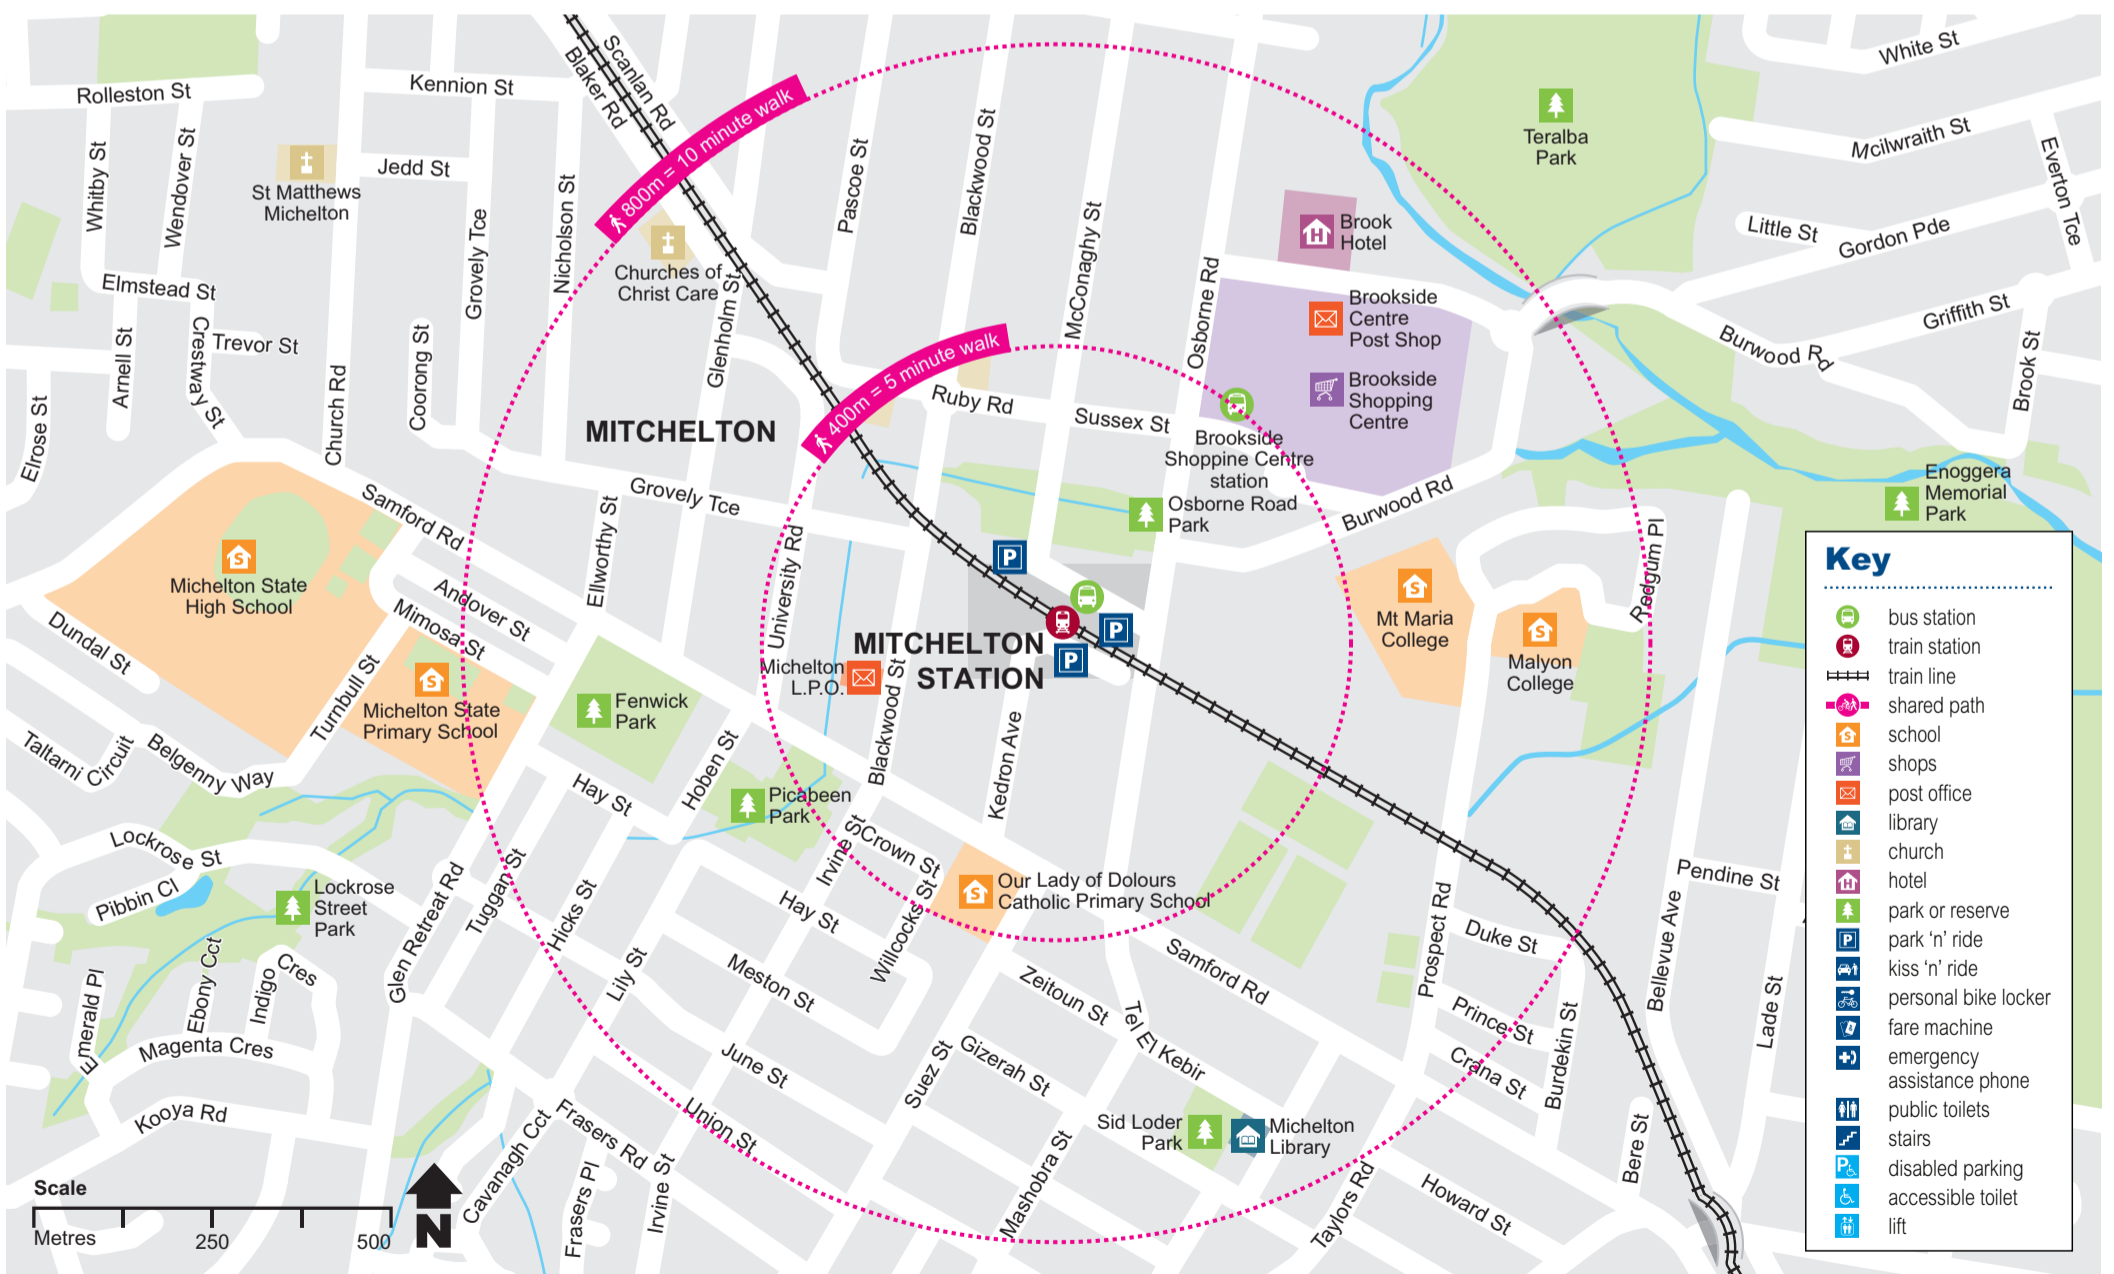 Scanlan Rd
Blaker Rd
White St
Rolleston St
Kennion St
800m = 10 minute walk
Teralba
Park
Mcilwraith St
Everton Tce
Whitby St
Wendover St
St Matthews
Michelton
Jedd St
Grovely Tce
Nicholson St
Pascoe St
Blackwood St
McConaghy St
Brook
Hotel
Little St
Gordon Pde
Churches of
Christ Care
Glenholm St
Elmstead St
Crestway St
Trevor St
Arnell St
Elrose St
Church Rd
Coorong St
Osborne Rd
Brookside
Centre
Post Shop
Brookside
Shopping
Centre
Griffith St
Burwood Rd
Brook St
400m = 5 minute walk
Ruby Rd
Sussex St
MITCHELTON
Brookside
Shoppine Centre
station
Osborne Road
Park
Burwood Rd
Enoggera
Memorial
Park
Samford Rd
Grovely Tce
Ellworthy St
University Rd
Michelton State
High School
Andover St
Mimosa St
Dundal St
Turnbull St
Michelton State
Primary School
Fenwick
Park
Michelton
L.P.O.
MITCHELTON
STATION
Blackwood St
Kedron Ave
Mt Maria
College
Malyon
College
Redgum Pl
Taltarni Circuit
Belgenny Way
Hay St
Hoben St
Picabeen
Park
Irvine St
Crown St
Our Lady of Dolours
Catholic Primary School
Lockrose St
Pibbin Cl
Lockrose
Street
Park
Glen Retreat Rd
Tuggan St
Hicks St
Lily St
Hay St
Willcocks St
Meston St
Samford Rd
Prospect Rd
Duke St
Pendine St
Bellevue Ave
Lade St
Emerald Pl
Ebony Cct
Indigo
Cres
Magenta Cres
Kooya Rd
Zeitoun St
Tel El Kebir
Gizerah St
Suez St
June St
Union St
Prince St
Crana St
Burdekin St
Cavanagh Cct
Frasers Rd
Frasers Pl
Irvine St
Mashobra St
Sid Loder
Park
Michelton
Library
Taylors Rd
Howard St
Bere St
Scale
Metres
250
500
N
Key
bus station
train station
train line
shared path
school
shops
post office
library
church
hotel
park or reserve
park ‘n’ ride
kiss ‘n’ ride
personal bike locker
fare machine
emergency
assistance phone
public toilets
stairs
disabled parking
accessible toilet
lift